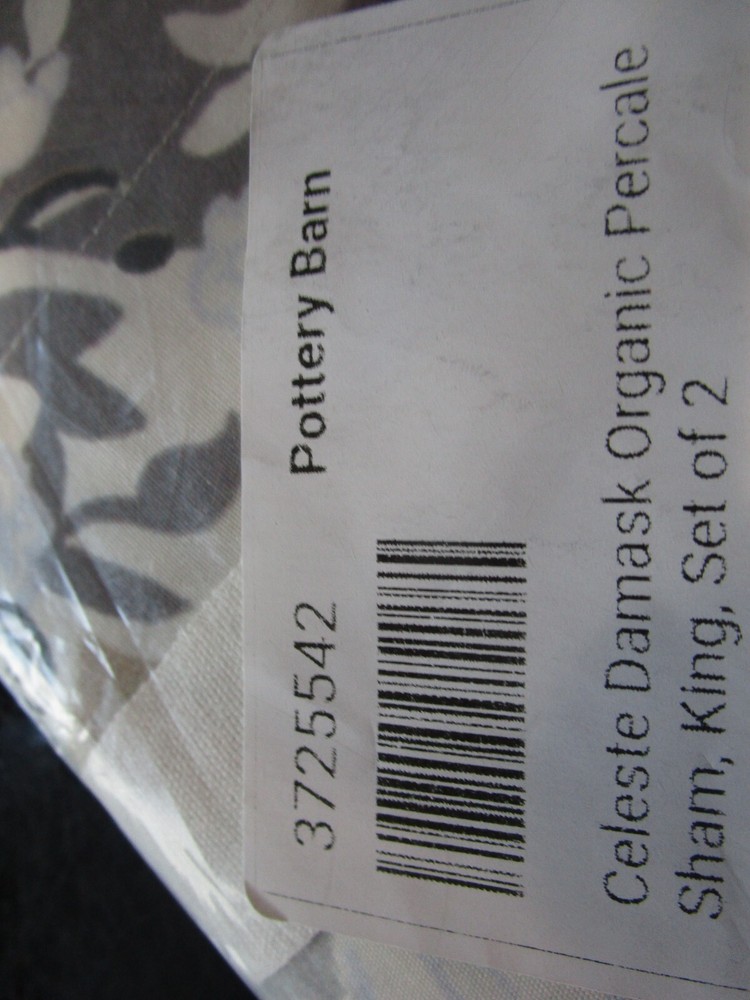 3725542 Pottery Barn
Celeste Damask Organic Percale
Sham, King, Set of 2